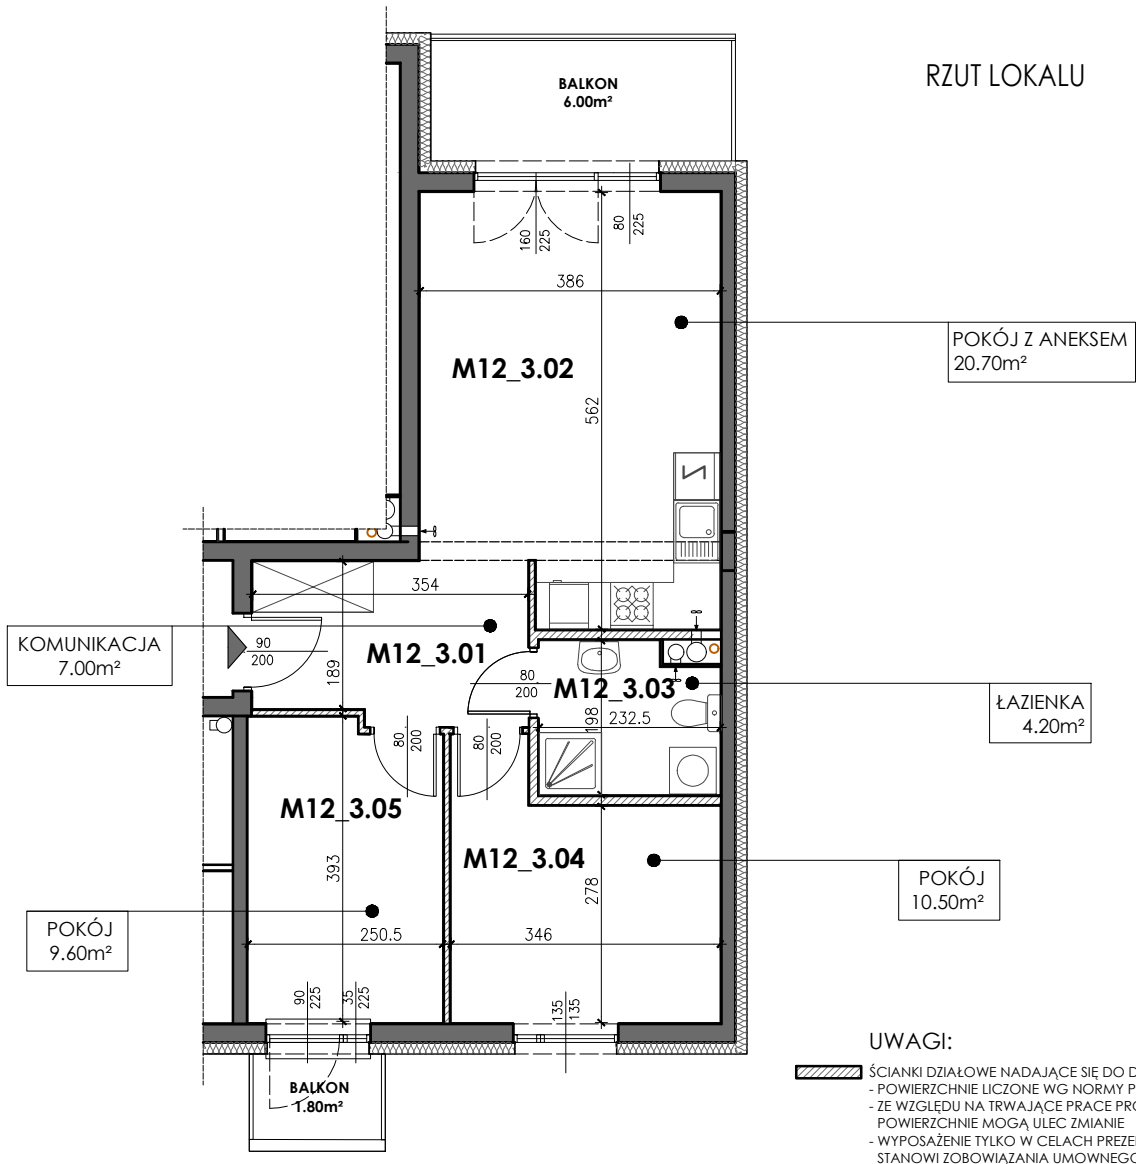 RZUT LOKALU
BALKON
6.00m²
160
225
80
225
386
POKÓJ Z ANEKSEM
20.70m²
M12_3.02
562
354
KOMUNIKACJA
7.00m²
90
200
M12_3.01
189
80
200
M12_3.03
198
232.5
ŁAZIENKA
4.20m²
80
200
80
200
M12_3.05
M12_3.04
393
278
POKÓJ
10.50m²
POKÓJ
9.60m²
250.5
346
90
225
35
225
135
135
BALKON
1.80m²
UWAGI:
ŚCIANKI DZIAŁOWE NADAJĄCE SIĘ DO D
- POWIERZCHNIE LICZONE WG NORMY P
- ZE WZGLĘDU NA TRWAJĄCE PRACE PRO
POWIERZCHNIE MOGĄ ULEC ZMIANIE
- WYPOSAŻENIE TYLKO W CELACH PREZE
STANOWI ZOBOWIĄZANIA UMOWNEGO